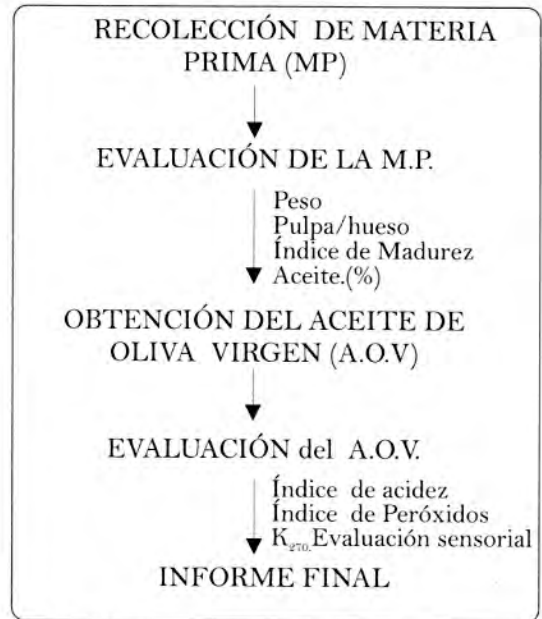 RECOLECCIÓN DE MATERIA
PRIMA (MP)
EVALUACIÓN DE LA M.P.
Peso
Pulpa/hueso
Índice de Madurez
Aceite.(%)
OBTENCIÓN DEL ACEITE DE
OLIVA VIRGEN (A.O.V)
EVALUACIÓN del A.O.V.
Índice de acidez
Índice de Peróxidos
K₂₇₀. Evaluación sensorial
INFORME FINAL